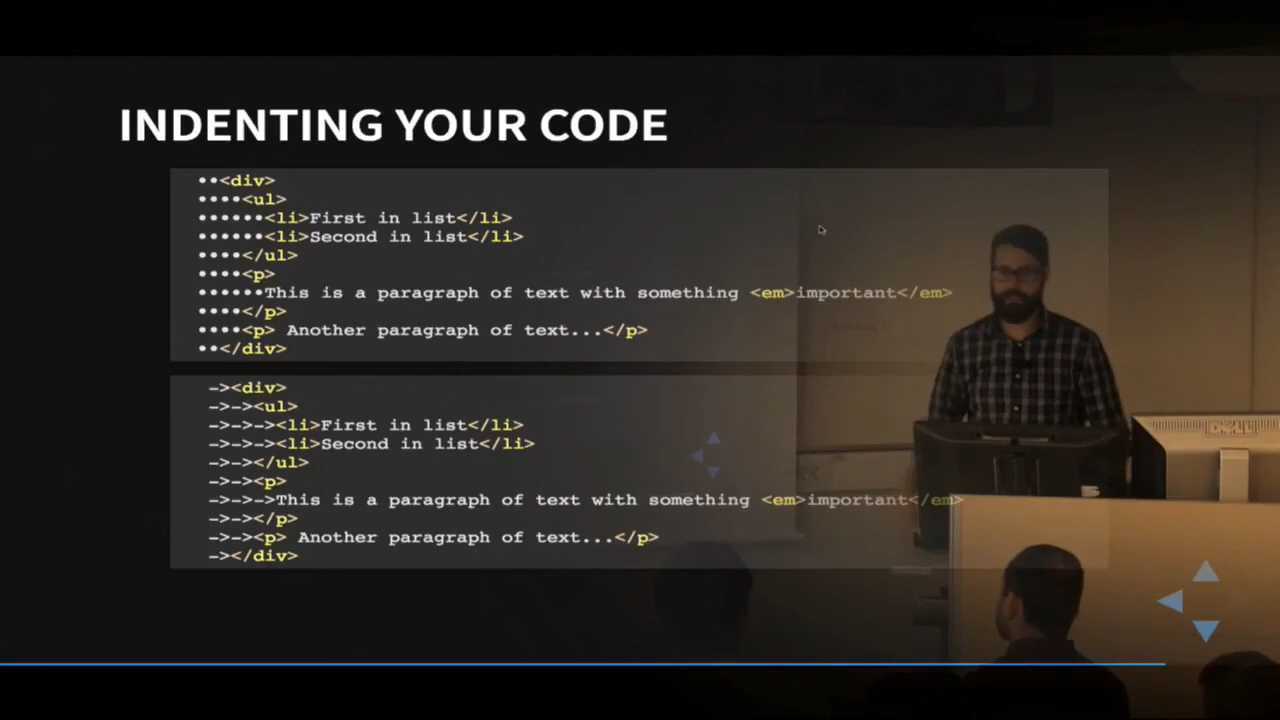 INDENTING YOUR CODE
••<div>
••••<ul>
••••••<li>First in list</li>
••••••<li>Second in list</li>
••••</ul>
••••<p>
••••••This is a paragraph of text with something <em>important</em>
••••</p>
••••<p> Another paragraph of text...</p>
••</div>
-><div>
->-><ul>
->->-><li>First in list</li>
->->-><li>Second in list</li>
->-></ul>
->-><p>
->->->This is a paragraph of text with something <em>important</em>
->-></p>
->-><p> Another paragraph of text...</p>
-></div>
DELL